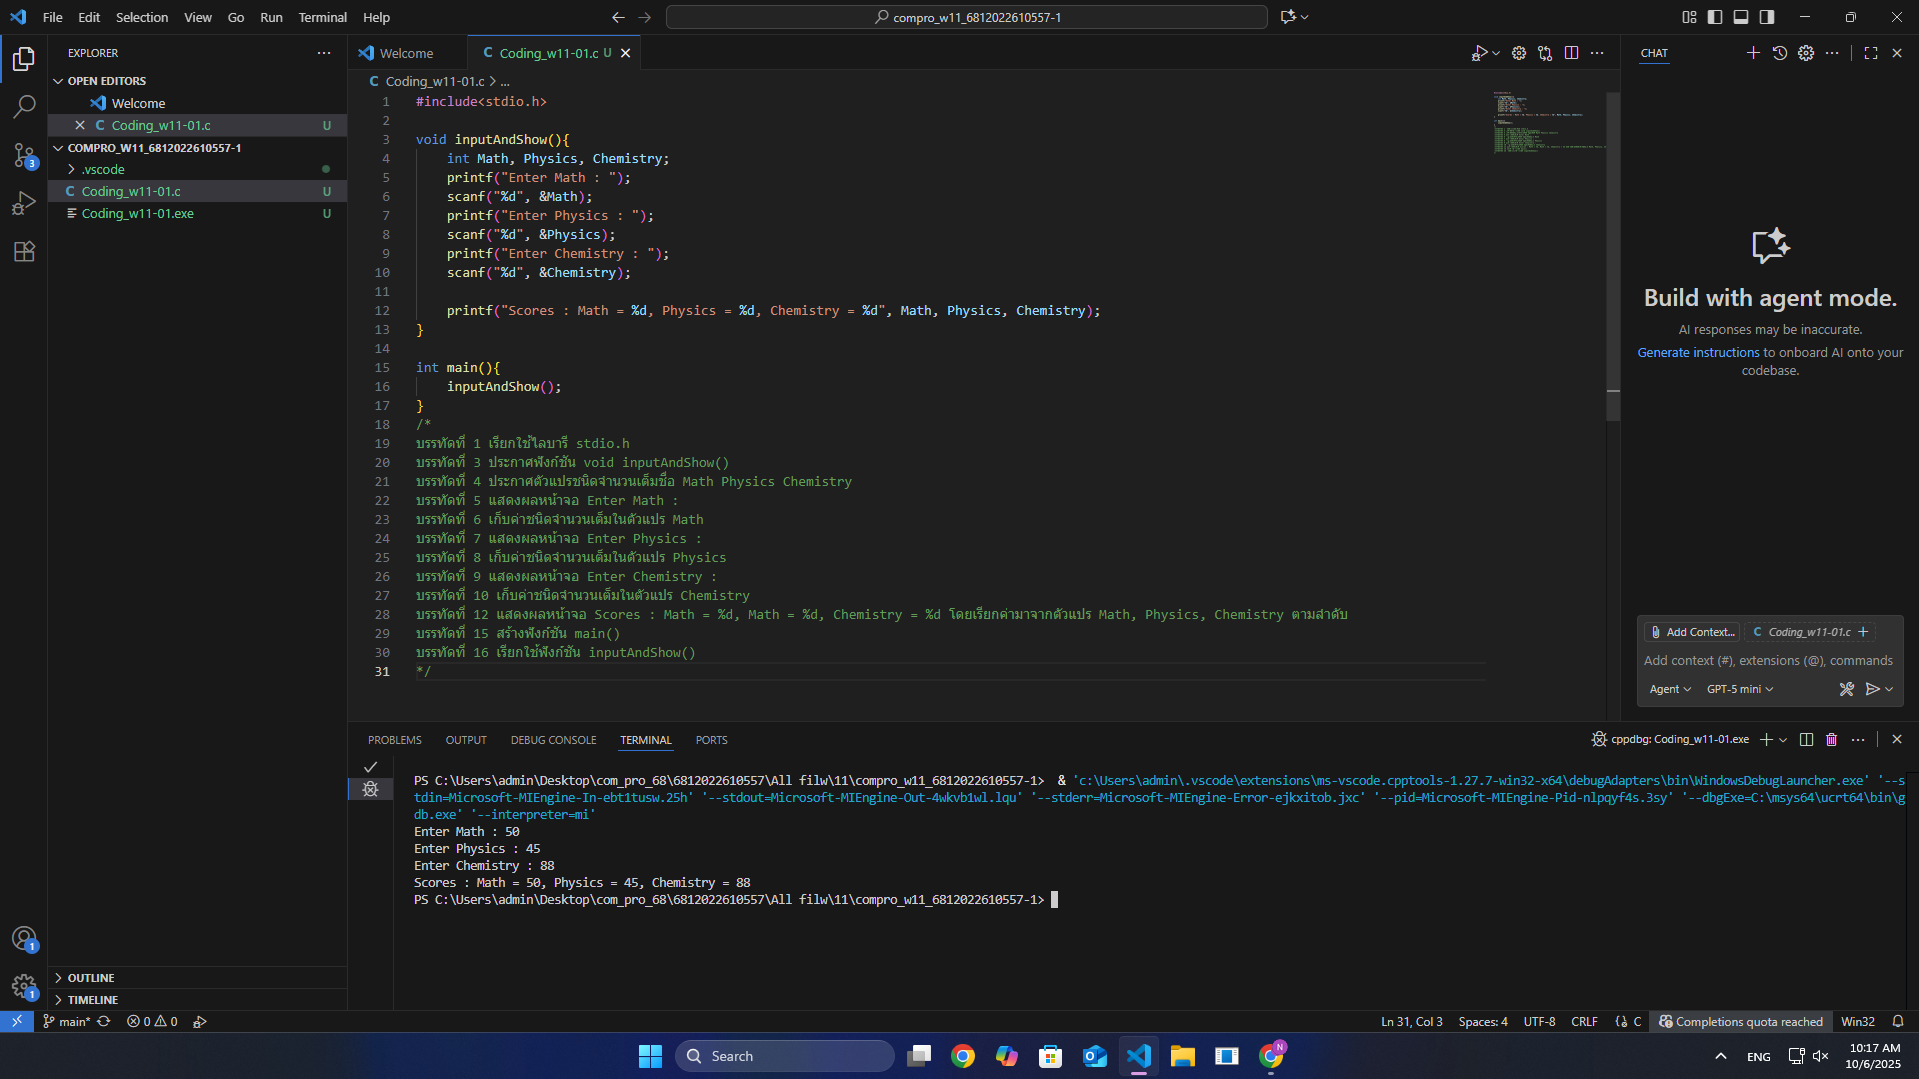 File Edit Selection View Go Run Terminal Help
compro_w11_6812022610557-1
EXPLORER
OPEN EDITORS
Welcome
C Coding_w11-01.c U
COMPRO_W11_6812022610557-1
.vscode
C Coding_w11-01.c U
Coding_w11-01.exe U
3
1
1
OUTLINE
TIMELINE
Welcome
C Coding_w11-01.c U
C Coding_w11-01.c > ...
1 #include<stdio.h>
2
3 void inputAndShow(){
4 int Math, Physics, Chemistry;
5 printf("Enter Math : ");
6 scanf("%d", &Math);
7 printf("Enter Physics : ");
8 scanf("%d", &Physics);
9 printf("Enter Chemistry : ");
10 scanf("%d", &Chemistry);
11
12 printf("Scores : Math = %d, Physics = %d, Chemistry = %d", Math, Physics, Chemistry);
13 }
14
15 int main(){
16 inputAndShow();
17 }
18 /*
19 บรรทัดที่ 1 เรียกใช้ไลบารี stdio.h
20 บรรทัดที่ 3 ประกาศฟังก์ชัน void inputAndShow()
21 บรรทัดที่ 4 ประกาศตัวแปรชนิดจำนวนเต็มชื่อ Math Physics Chemistry
22 บรรทัดที่ 5 แสดงผลหน้าจอ Enter Math :
23 บรรทัดที่ 6 เก็บค่าชนิดจำนวนเต็มในตัวแปร Math
24 บรรทัดที่ 7 แสดงผลหน้าจอ Enter Physics :
25 บรรทัดที่ 8 เก็บค่าชนิดจำนวนเต็มในตัวแปร Physics
26 บรรทัดที่ 9 แสดงผลหน้าจอ Enter Chemistry :
27 บรรทัดที่ 10 เก็บค่าชนิดจำนวนเต็มในตัวแปร Chemistry
28 บรรทัดที่ 12 แสดงผลหน้าจอ Scores : Math = %d, Math = %d, Chemistry = %d โดยเรียกค่ามาจากตัวแปร Math, Physics, Chemistry ตามลำดับ
29 บรรทัดที่ 15 สร้างฟังก์ชัน main()
30 บรรทัดที่ 16 เรียกใช้ฟังก์ชัน inputAndShow()
31 */
CHAT
Build with agent mode.
AI responses may be inaccurate.
Generate instructions to onboard AI onto your
codebase.
Add Context... C Coding_w11-01.c
Add context (#), extensions (@), commands
Agent GPT-5 mini
PROBLEMS OUTPUT DEBUG CONSOLE TERMINAL PORTS
cppdbg: Coding_w11-01.exe
PS C:\Users\admin\Desktop\com_pro_68\6812022610557\All filw\11\compro_w11_6812022610557-1> & 'c:\Users\admin\.vscode\extensions\ms-vscode.cpptools-1.27.7-win32-x64\debugAdapters\bin\WindowsDebugLauncher.exe' '--s
tdin=Microsoft-MIEngine-In-ebt1tusw.25h' '--stdout=Microsoft-MIEngine-Out-4wkvb1wl.lqu' '--stderr=Microsoft-MIEngine-Error-ejkxitob.jxc' '--pid=Microsoft-MIEngine-Pid-nlpqyf4s.3sy' '--dbgExe=C:\msys64\ucrt64\bin\g
db.exe' '--interpreter=mi'
Enter Math : 50
Enter Physics : 45
Enter Chemistry : 88
Scores : Math = 50, Physics = 45, Chemistry = 88
PS C:\Users\admin\Desktop\com_pro_68\6812022610557\All filw\11\compro_w11_6812022610557-1>
main* 0 0
Ln 31, Col 3 Spaces: 4 UTF-8 CRLF C Completions quota reached Win32
Search
N
ENG
10:17 AM
10/6/2025